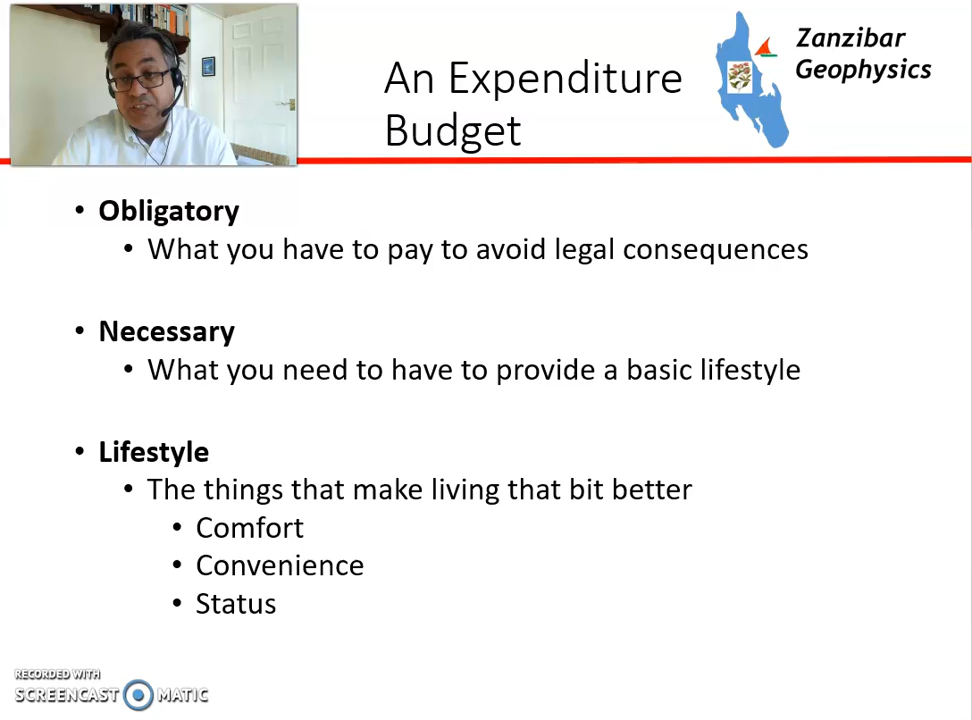 An Expenditure
Budget
Zanzibar
Geophysics
• Obligatory
• What you have to pay to avoid legal consequences
• Necessary
• What you need to have to provide a basic lifestyle
• Lifestyle
• The things that make living that bit better
• Comfort
• Convenience
• Status
RECORDED WITH
SCREENCAST MATIC